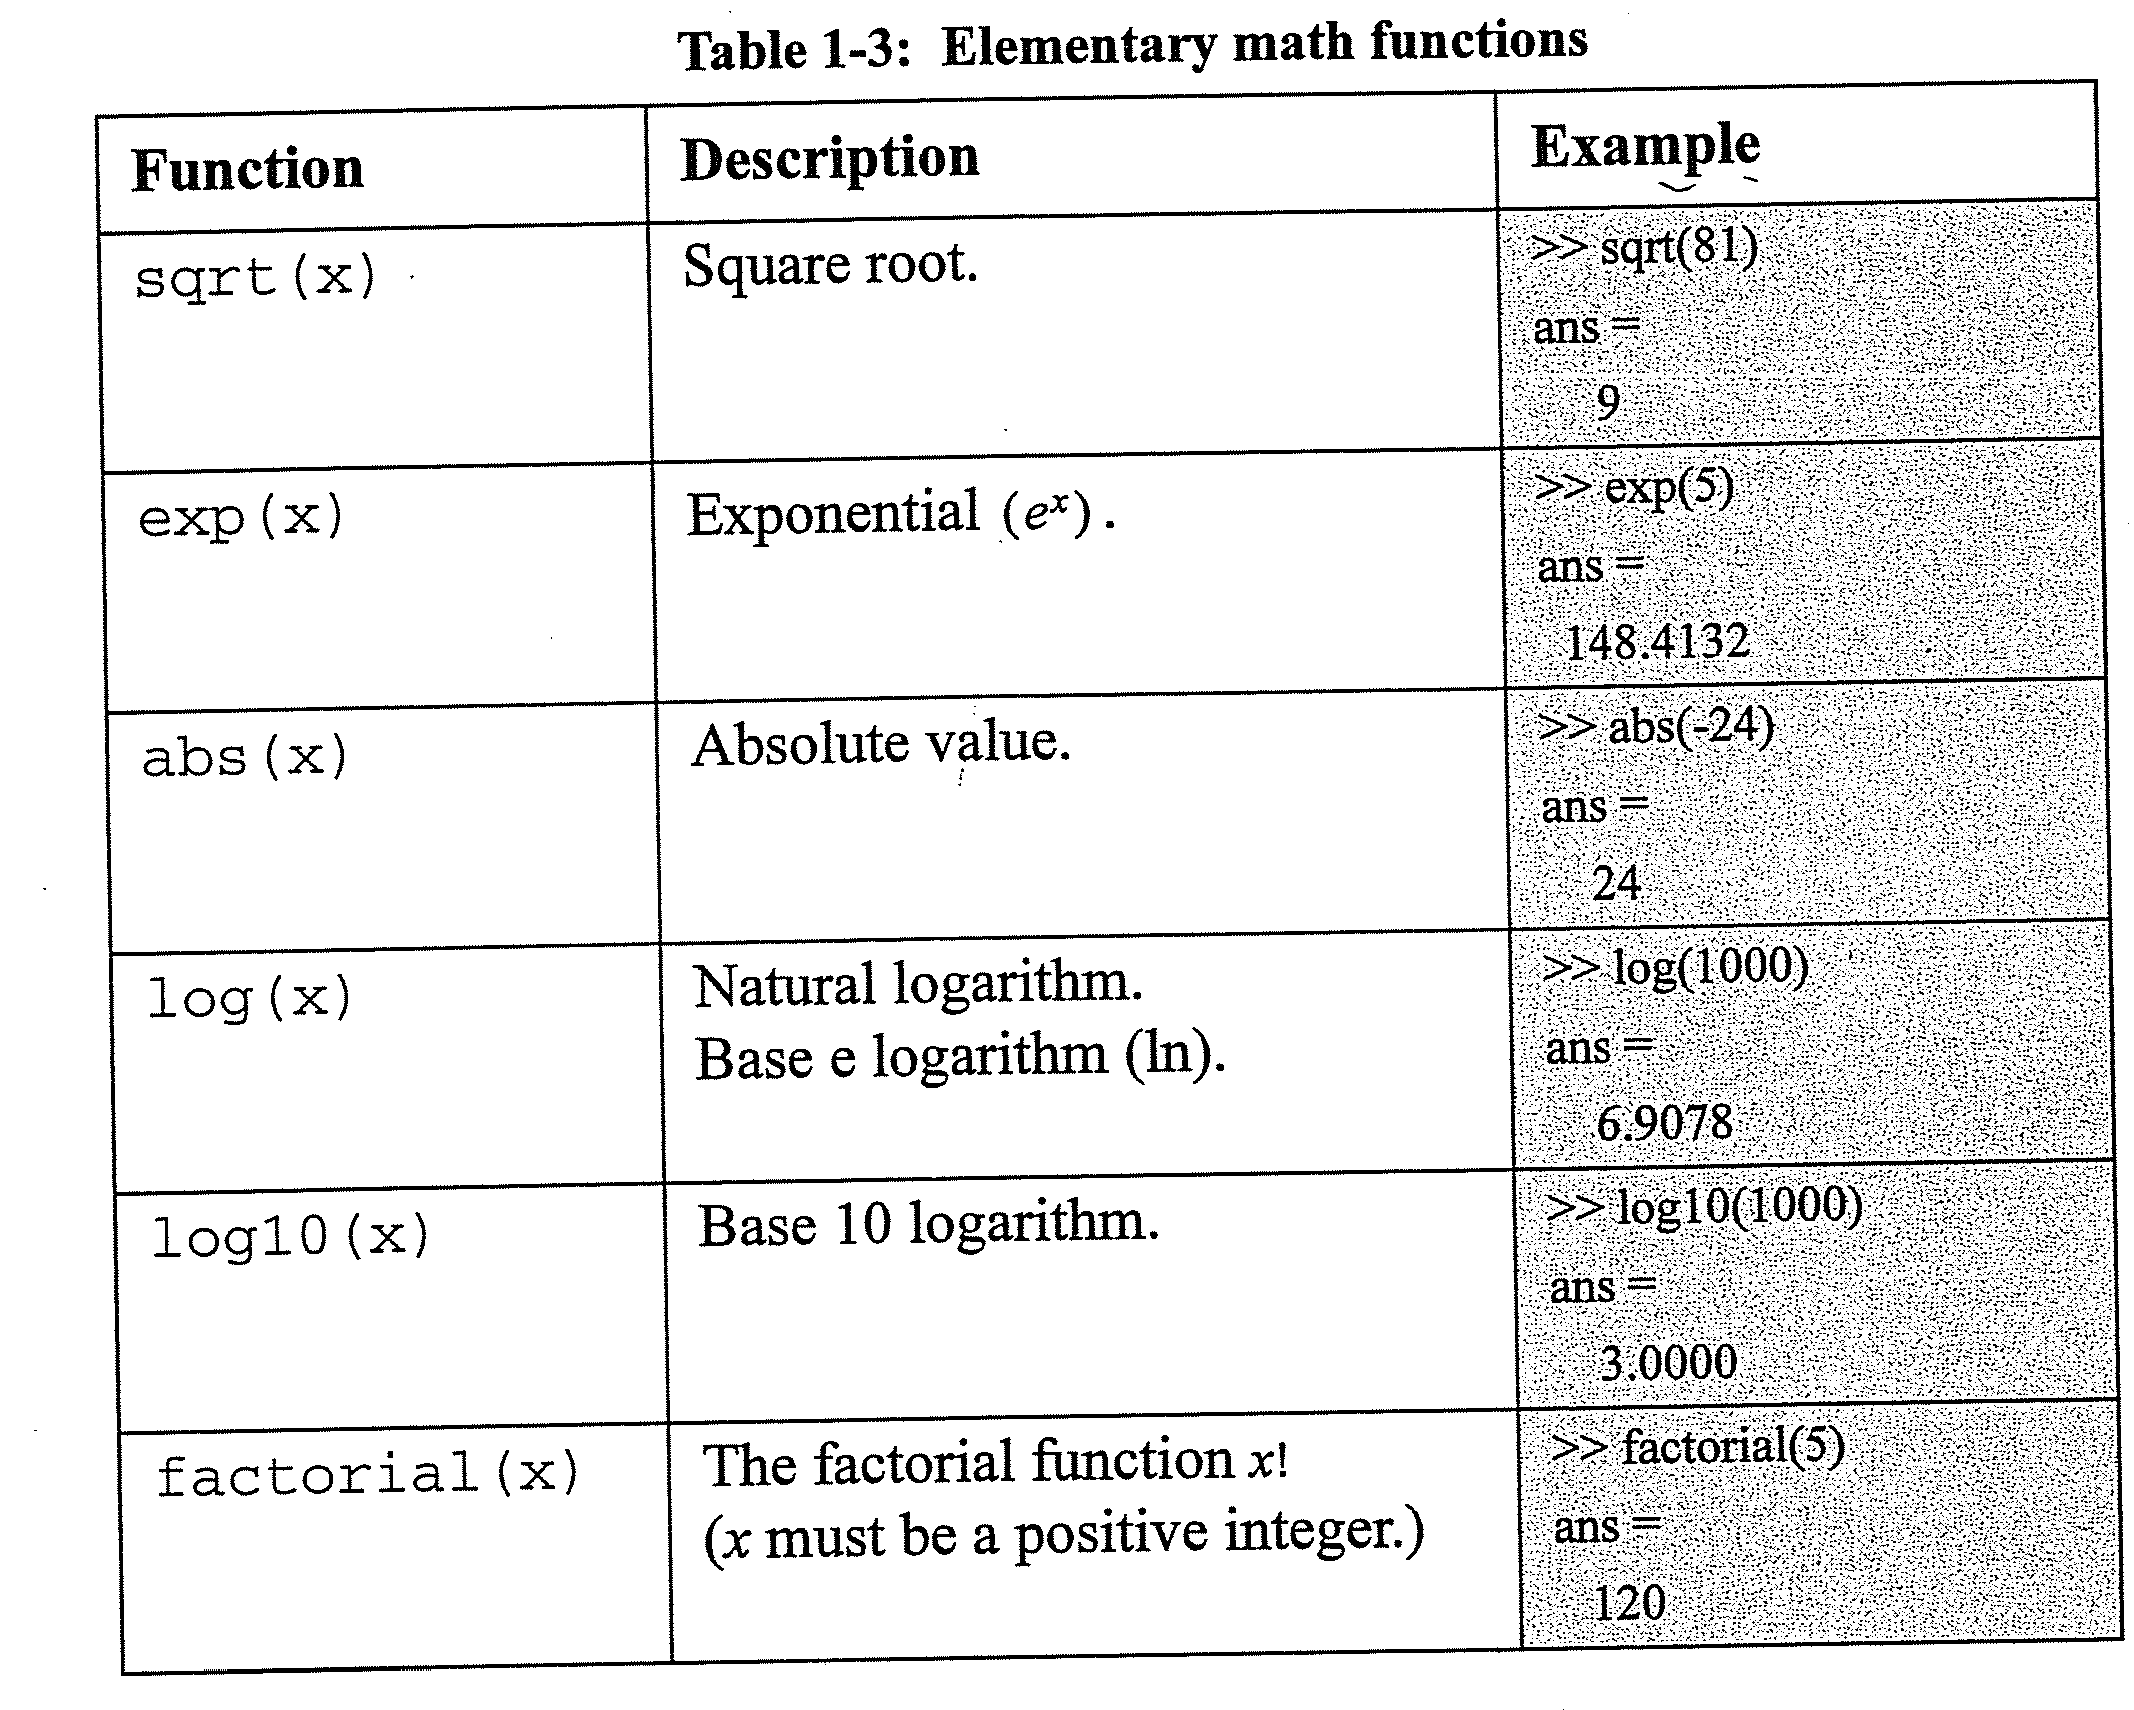 Table 1-3: Elementary math functions
Function Description Example
sqrt(x) Square root. >> sqrt(81)
ans =
9
exp(x) Exponential (eˣ). >> exp(5)
ans =
148.4132
abs(x) Absolute value. >> abs(-24)
ans =
24
log(x) Natural logarithm. >> log(1000)
Base e logarithm (ln). ans =
6.9078
log10(x) Base 10 logarithm. >> log10(1000)
ans =
3.0000
factorial(x) The factorial function x! >> factorial(5)
(x must be a positive integer.) ans =
120